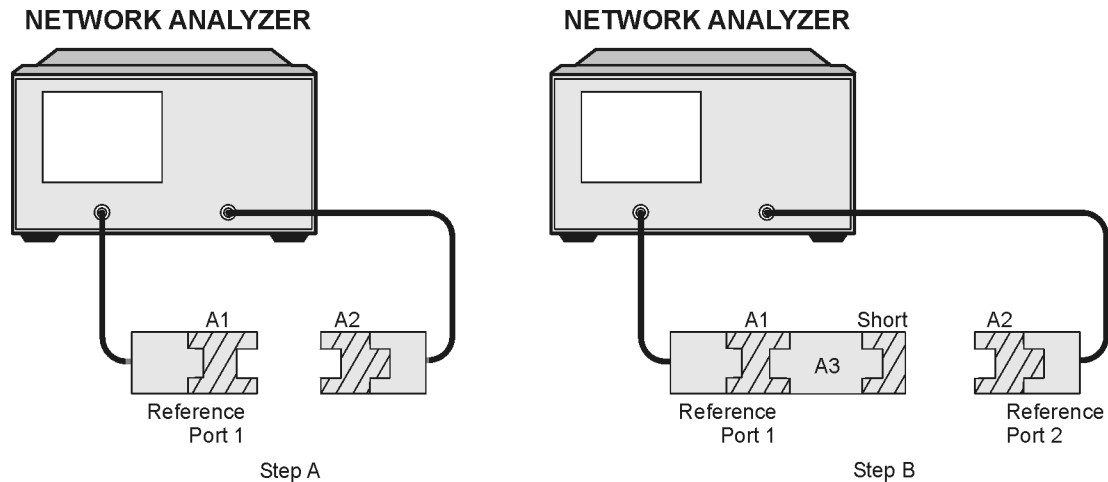 NETWORK ANALYZER
NETWORK ANALYZER
A1
A2
Reference
Port 1
Step A
A1
Short
A2
A3
Reference
Port 1
Reference
Port 2
Step B